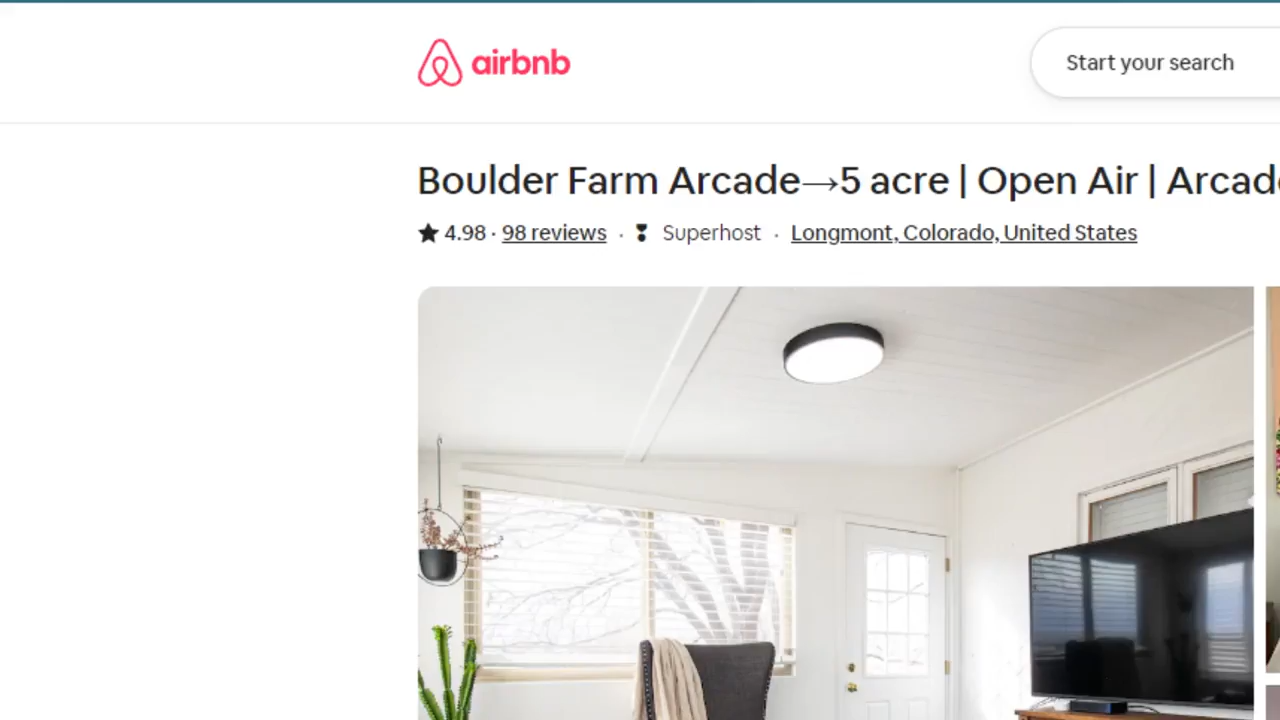 airbnb
Start your search
Boulder Farm Arcade→5 acre | Open Air | Arcad
★ 4.98 · 98 reviews · Superhost · Longmont, Colorado, United States